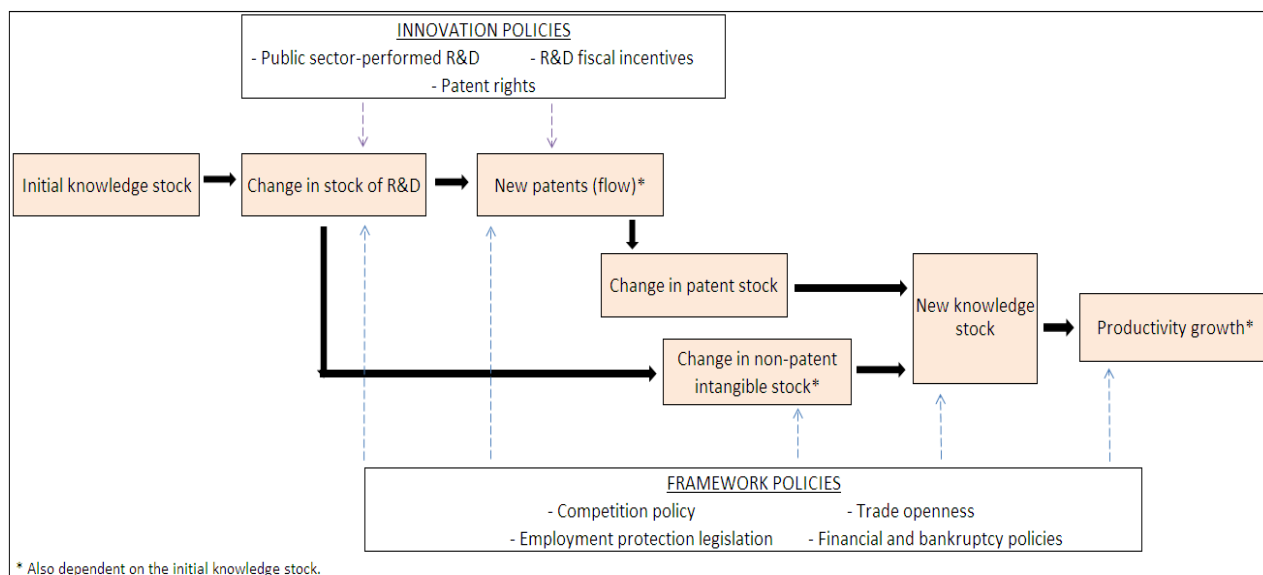 INNOVATION POLICIES
- Public sector-performed R&D - R&D fiscal incentives
- Patent rights
Initial knowledge stock
Change in stock of R&D
New patents (flow)*
Change in patent stock
New knowledge
stock
Productivity growth*
Change in non-patent
intangible stock*
FRAMEWORK POLICIES
- Competition policy - Trade openness
- Employment protection legislation - Financial and bankruptcy policies
* Also dependent on the initial knowledge stock.